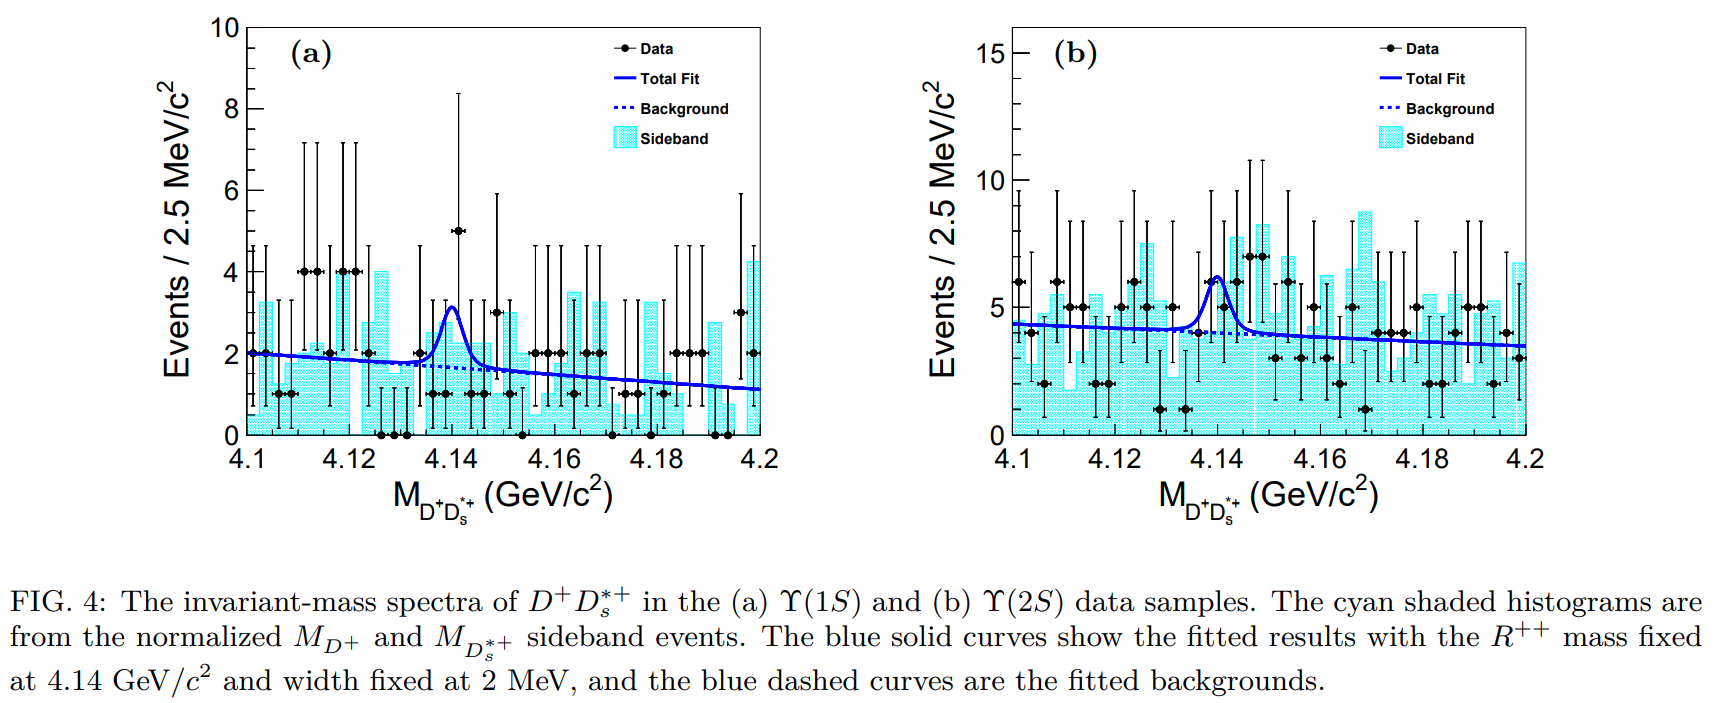 10
8
6
4
2
0
Events / 2.5 MeV/c²
(a)
Data
Total Fit
Background
Sideband
4.1 4.12 4.14 4.16 4.18 4.2
M_{D⁺D_s^{*+}} (GeV/c²)
15
10
5
0
Events / 2.5 MeV/c²
(b)
Data
Total Fit
Background
Sideband
4.1 4.12 4.14 4.16 4.18 4.2
M_{D⁺D_s^{*+}} (GeV/c²)
FIG. 4: The invariant-mass spectra of D⁺D_s^{*+} in the (a) ϒ(1S) and (b) ϒ(2S) data samples. The cyan shaded histograms are
from the normalized M_{D+} and M_{D_s^{*+}} sideband events. The blue solid curves show the fitted results with the R⁺⁺ mass fixed
at 4.14 GeV/c² and width fixed at 2 MeV, and the blue dashed curves are the fitted backgrounds.